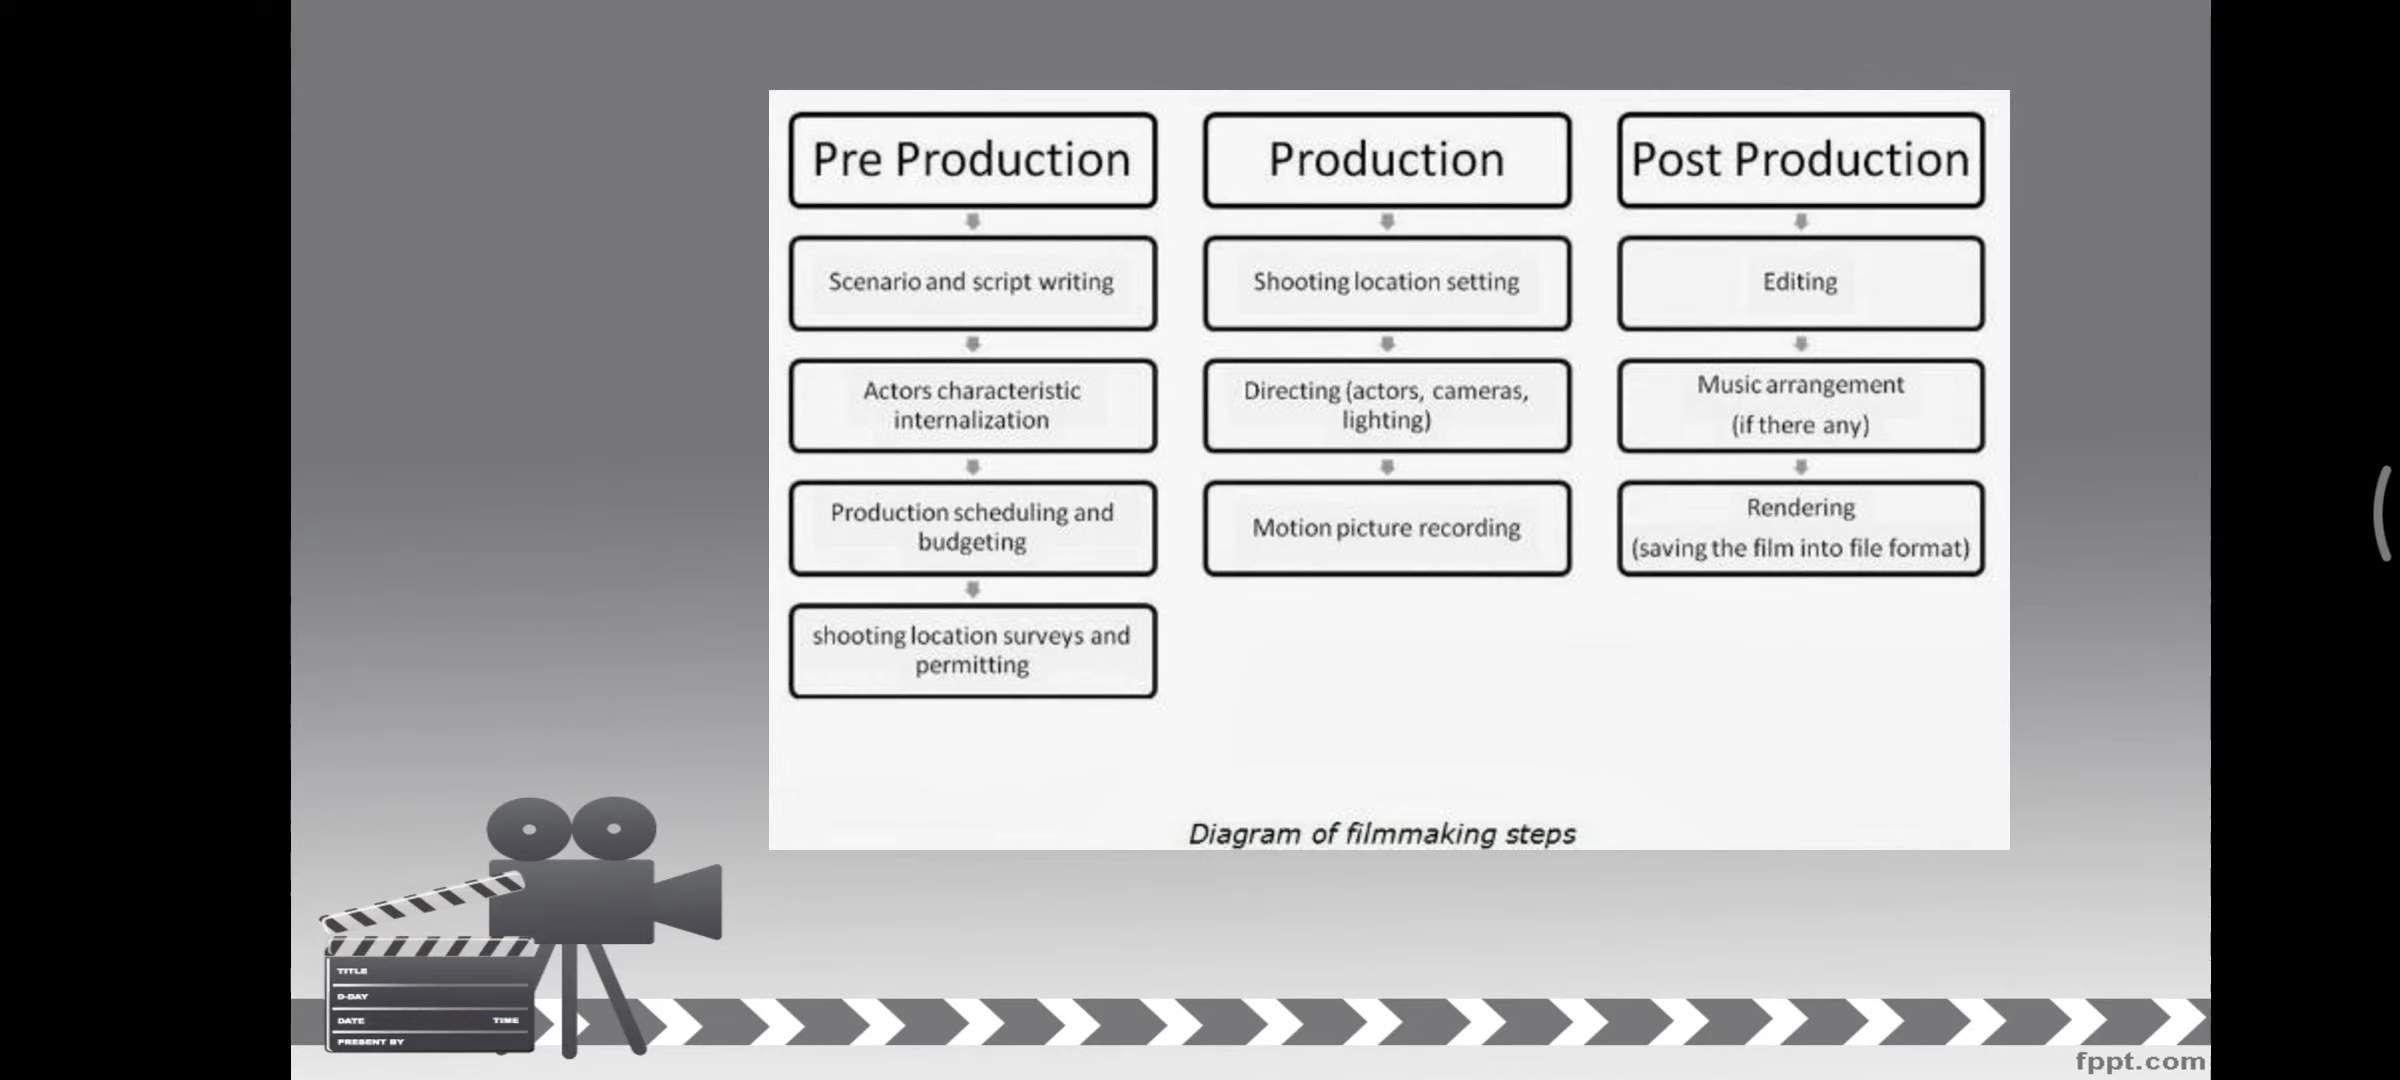 Pre Production
Scenario and script writing
Actors characteristic
internalization
Production scheduling and
budgeting
shooting location surveys and
permitting
Production
Shooting location setting
Directing (actors, cameras,
lighting)
Motion picture recording
Post Production
Editing
Music arrangement
(if there any)
Rendering
(saving the film into file format)
Diagram of filmmaking steps
TITLE
D-DAY
DATE TIME
PRESENT BY
fppt.com